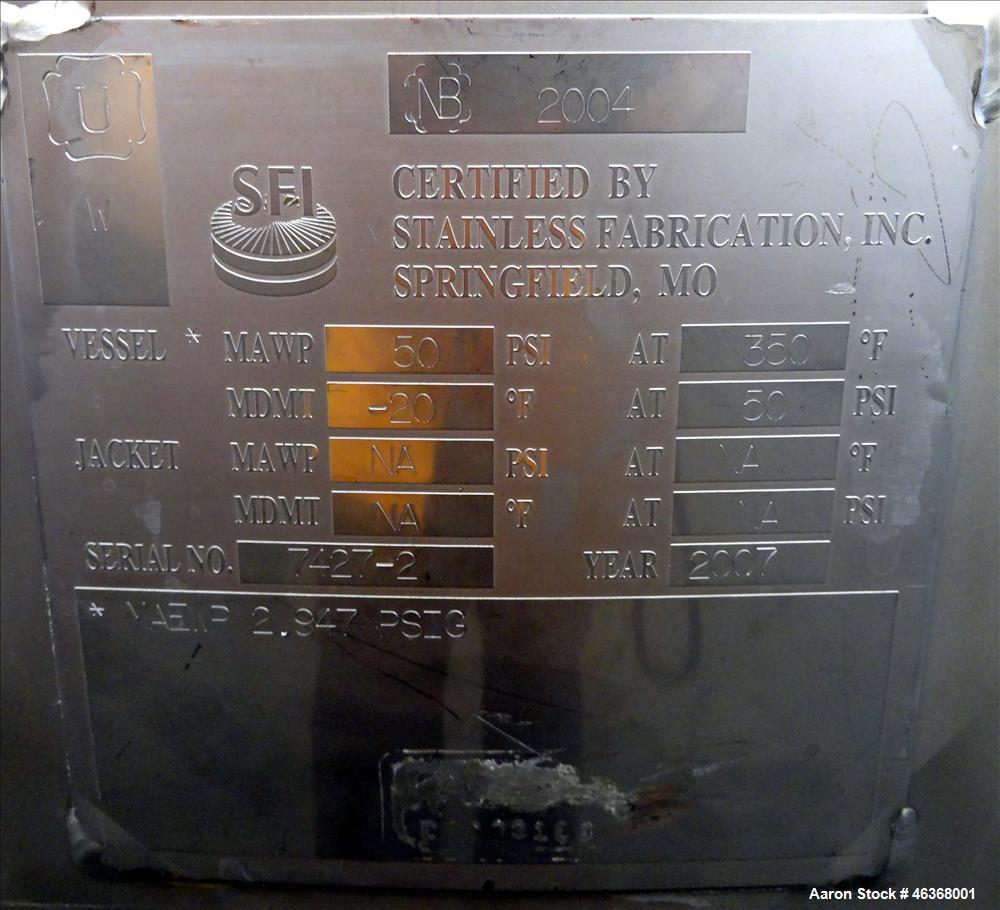 U
W
NB 2004
SFI
CERTIFIED BY
STAINLESS FABRICATION, INC.
SPRINGFIELD, MO
VESSEL * MAWP 50 PSI AT 350 °F
MDMT -20 °F AT 50 PSI
JACKET MAWP NA PSI AT NA °F
MDMT NA °F AT NA PSI
SERIAL NO. 7427-2 YEAR 2007
* MAEWP 2.947 PSIG
Aaron Stock # 46368001